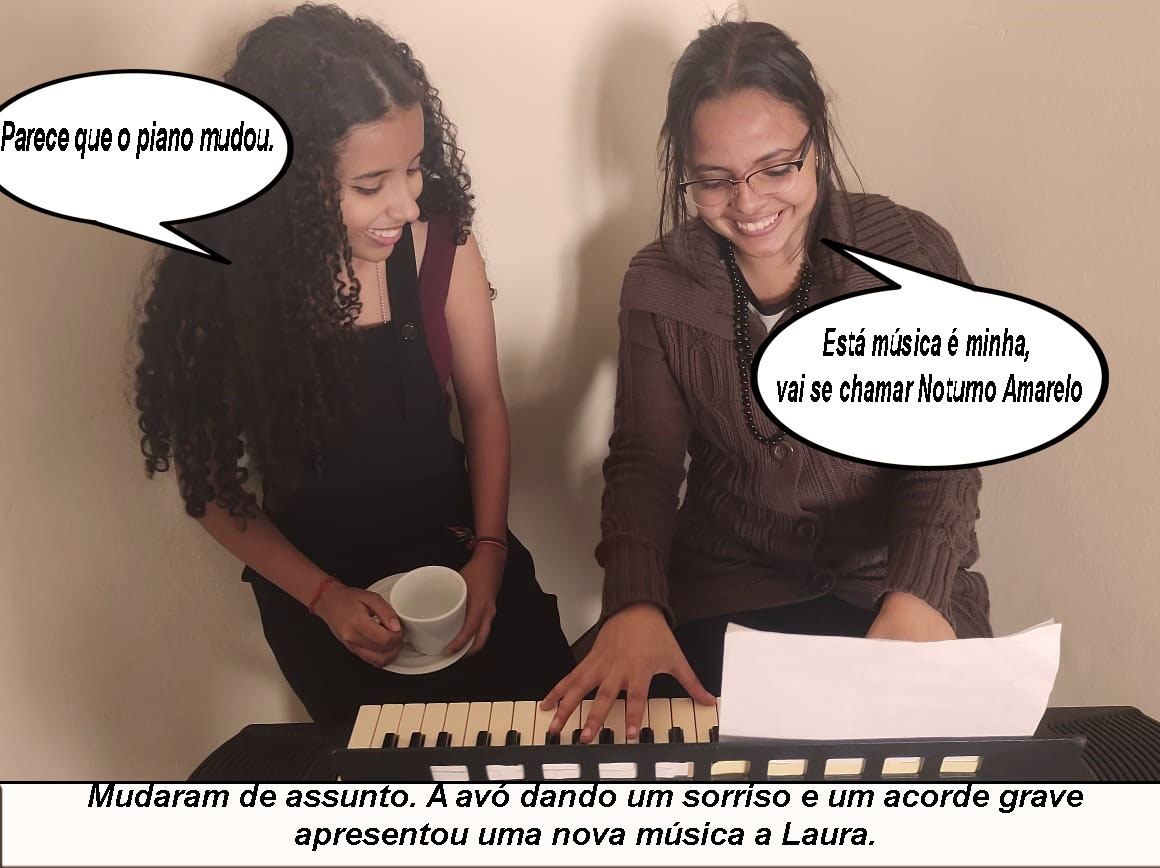 Parece que o piano mudou.
Está música é minha,
vai se chamar Noturno Amarelo
Mudaram de assunto. A avó dando um sorriso e um acorde grave
apresentou uma nova música a Laura.